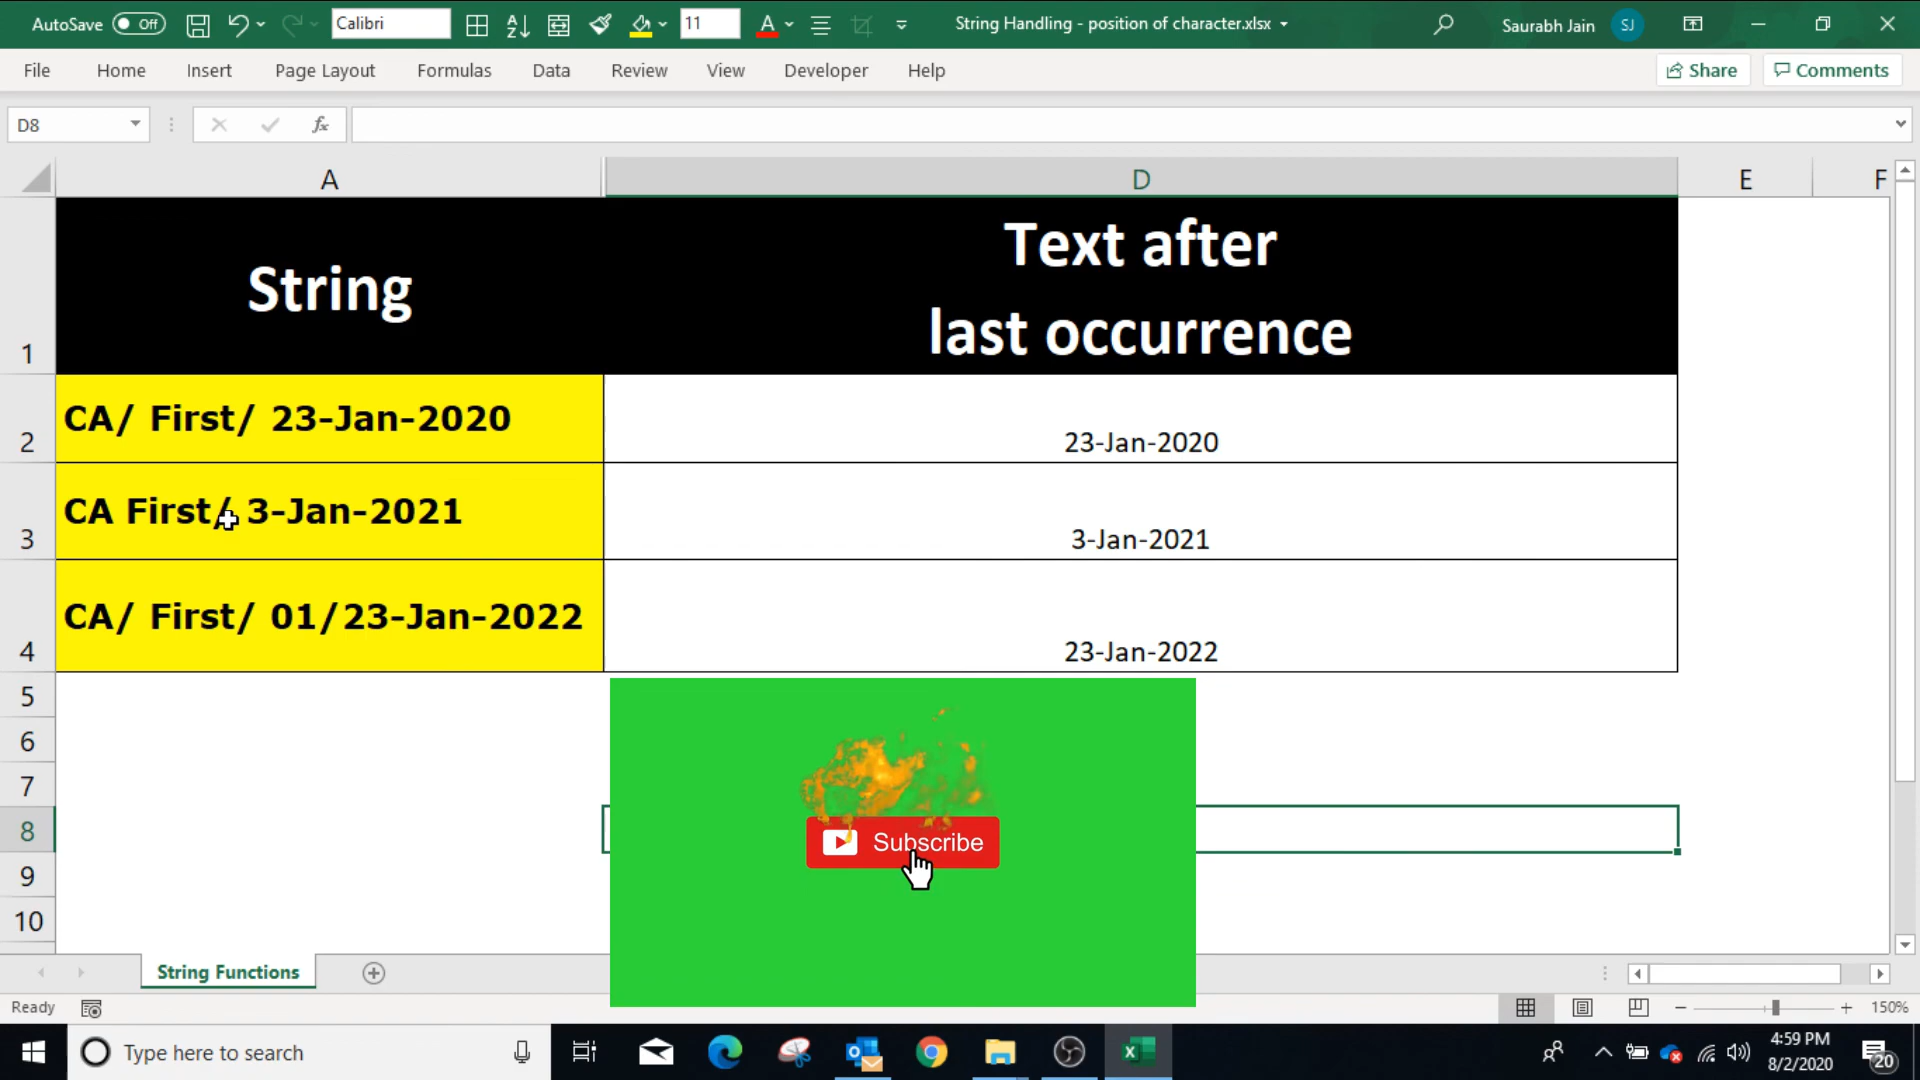 AutoSave Off Calibri 11 String Handling - position of character.xlsx Saurabh Jain SJ
File Home Insert Page Layout Formulas Data Review View Developer Help Share Comments
D8 fx
A D E F
1 String Text after
last occurrence
2 CA/ First/ 23-Jan-2020 23-Jan-2020
3 CA First/ 3-Jan-2021 3-Jan-2021
4 CA/ First/ 01/23-Jan-2022 23-Jan-2022
5
6
7
8 Subscribe
9
10
String Functions
Ready 150%
Type here to search 4:59 PM
8/2/2020 20